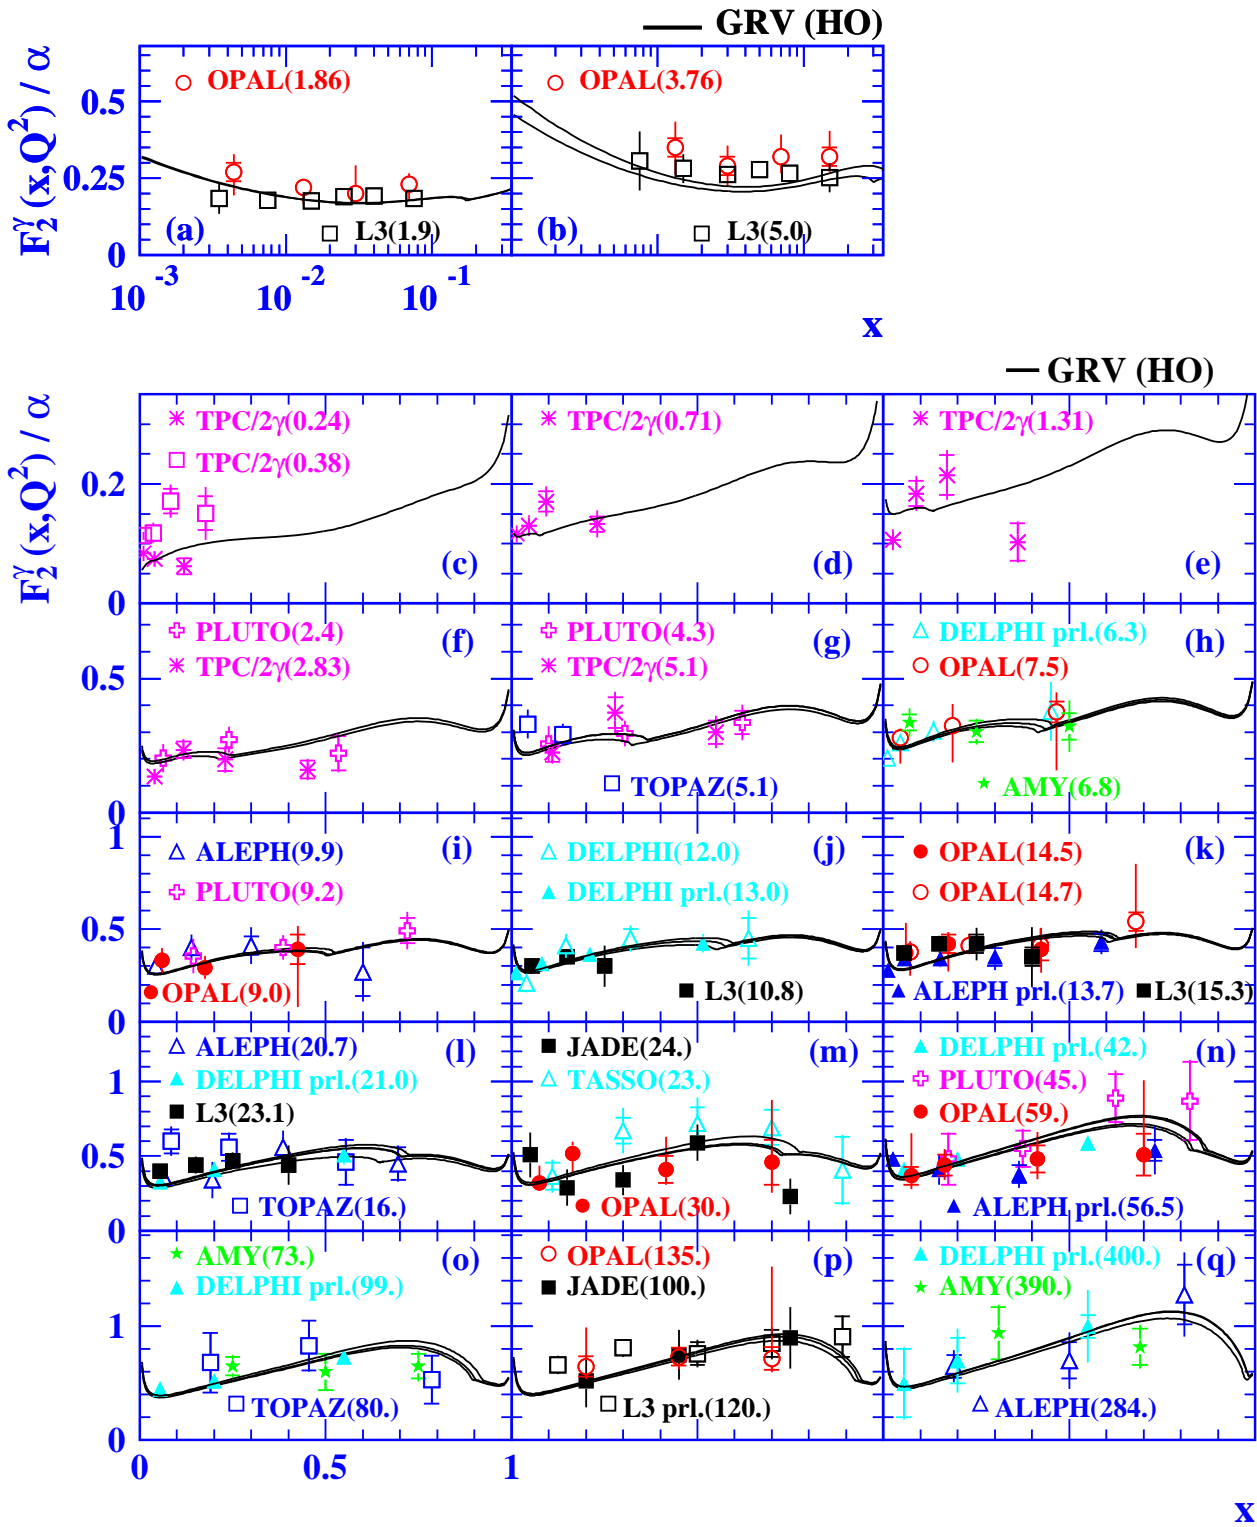 GRV (HO)
F₂^γ(x,Q²) / α
0.5
0.25
0
OPAL(1.86)
(a)
L3(1.9)
OPAL(3.76)
(b)
L3(5.0)
10^-3
10^-2
10^-1
x
GRV (HO)
F₂^γ(x,Q²) / α
0.2
0
TPC/2γ(0.24)
TPC/2γ(0.38)
(c)
TPC/2γ(0.71)
(d)
TPC/2γ(1.31)
(e)
0.5
0
PLUTO(2.4)
(f)
TPC/2γ(2.83)
PLUTO(4.3)
(g)
TPC/2γ(5.1)
TOPAZ(5.1)
DELPHI prl.(6.3)
(h)
OPAL(7.5)
AMY(6.8)
1
0.5
0
ALEPH(9.9)
(i)
PLUTO(9.2)
OPAL(9.0)
DELPHI(12.0)
(j)
DELPHI prl.(13.0)
L3(10.8)
OPAL(14.5)
(k)
OPAL(14.7)
ALEPH prl.(13.7)
L3(15.3)
1
0.5
0
ALEPH(20.7)
(l)
DELPHI prl.(21.0)
L3(23.1)
TOPAZ(16.)
JADE(24.)
(m)
TASSO(23.)
OPAL(30.)
DELPHI prl.(42.)
(n)
PLUTO(45.)
OPAL(59.)
ALEPH prl.(56.5)
1
0
AMY(73.)
(o)
DELPHI prl.(99.)
TOPAZ(80.)
OPAL(135.)
(p)
JADE(100.)
L3 prl.(120.)
DELPHI prl.(400.)
(q)
AMY(390.)
ALEPH(284.)
0
0.5
1
x